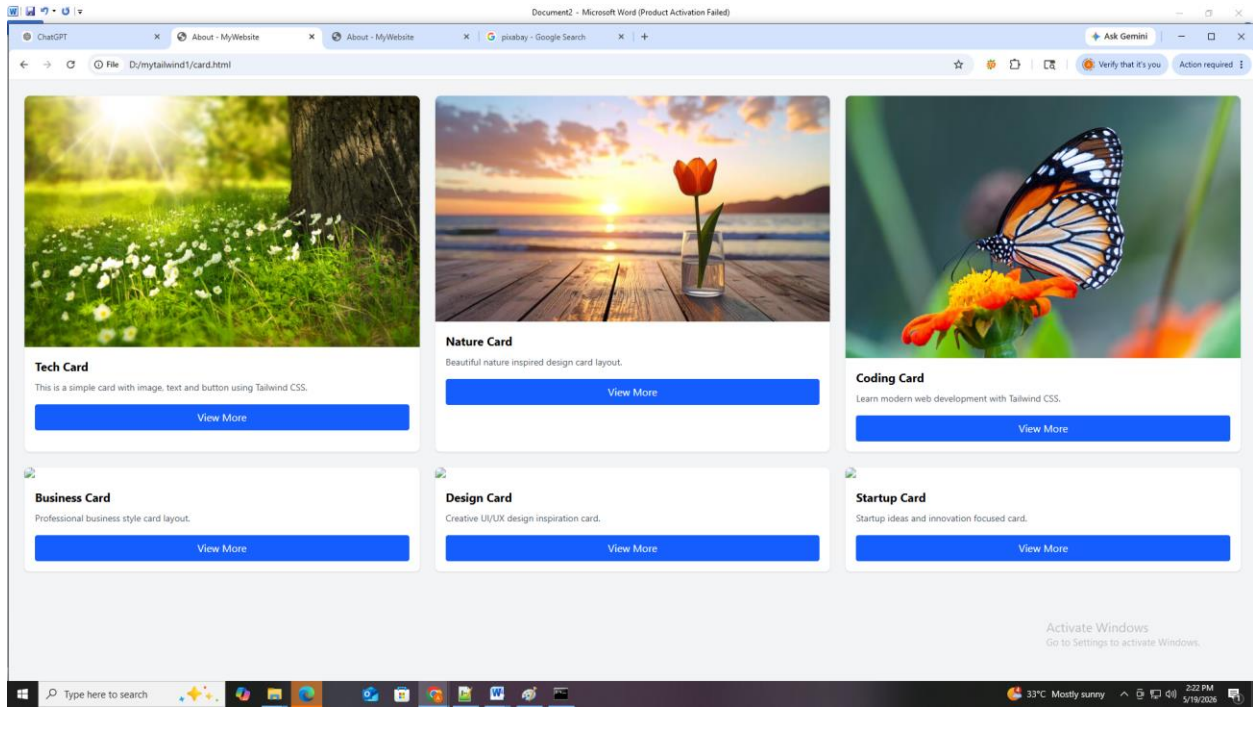 Document2 - Microsoft Word (Product Activation Failed)
ChatGPT
About - MyWebsite
About - MyWebsite
pixabay - Google Search
Ask Gemini
File D:/mytailwind1/card.html
Verify that it's you
Action required
Tech Card
This is a simple card with image, text and button using Tailwind CSS.
View More
Nature Card
Beautiful nature inspired design card layout.
View More
Coding Card
Learn modern web development with Tailwind CSS.
View More
Business Card
Professional business style card layout.
View More
Design Card
Creative UI/UX design inspiration card.
View More
Startup Card
Startup ideas and innovation focused card.
View More
Activate Windows
Go to Settings to activate Windows.
Type here to search
33°C Mostly sunny
2:22 PM
5/19/2026